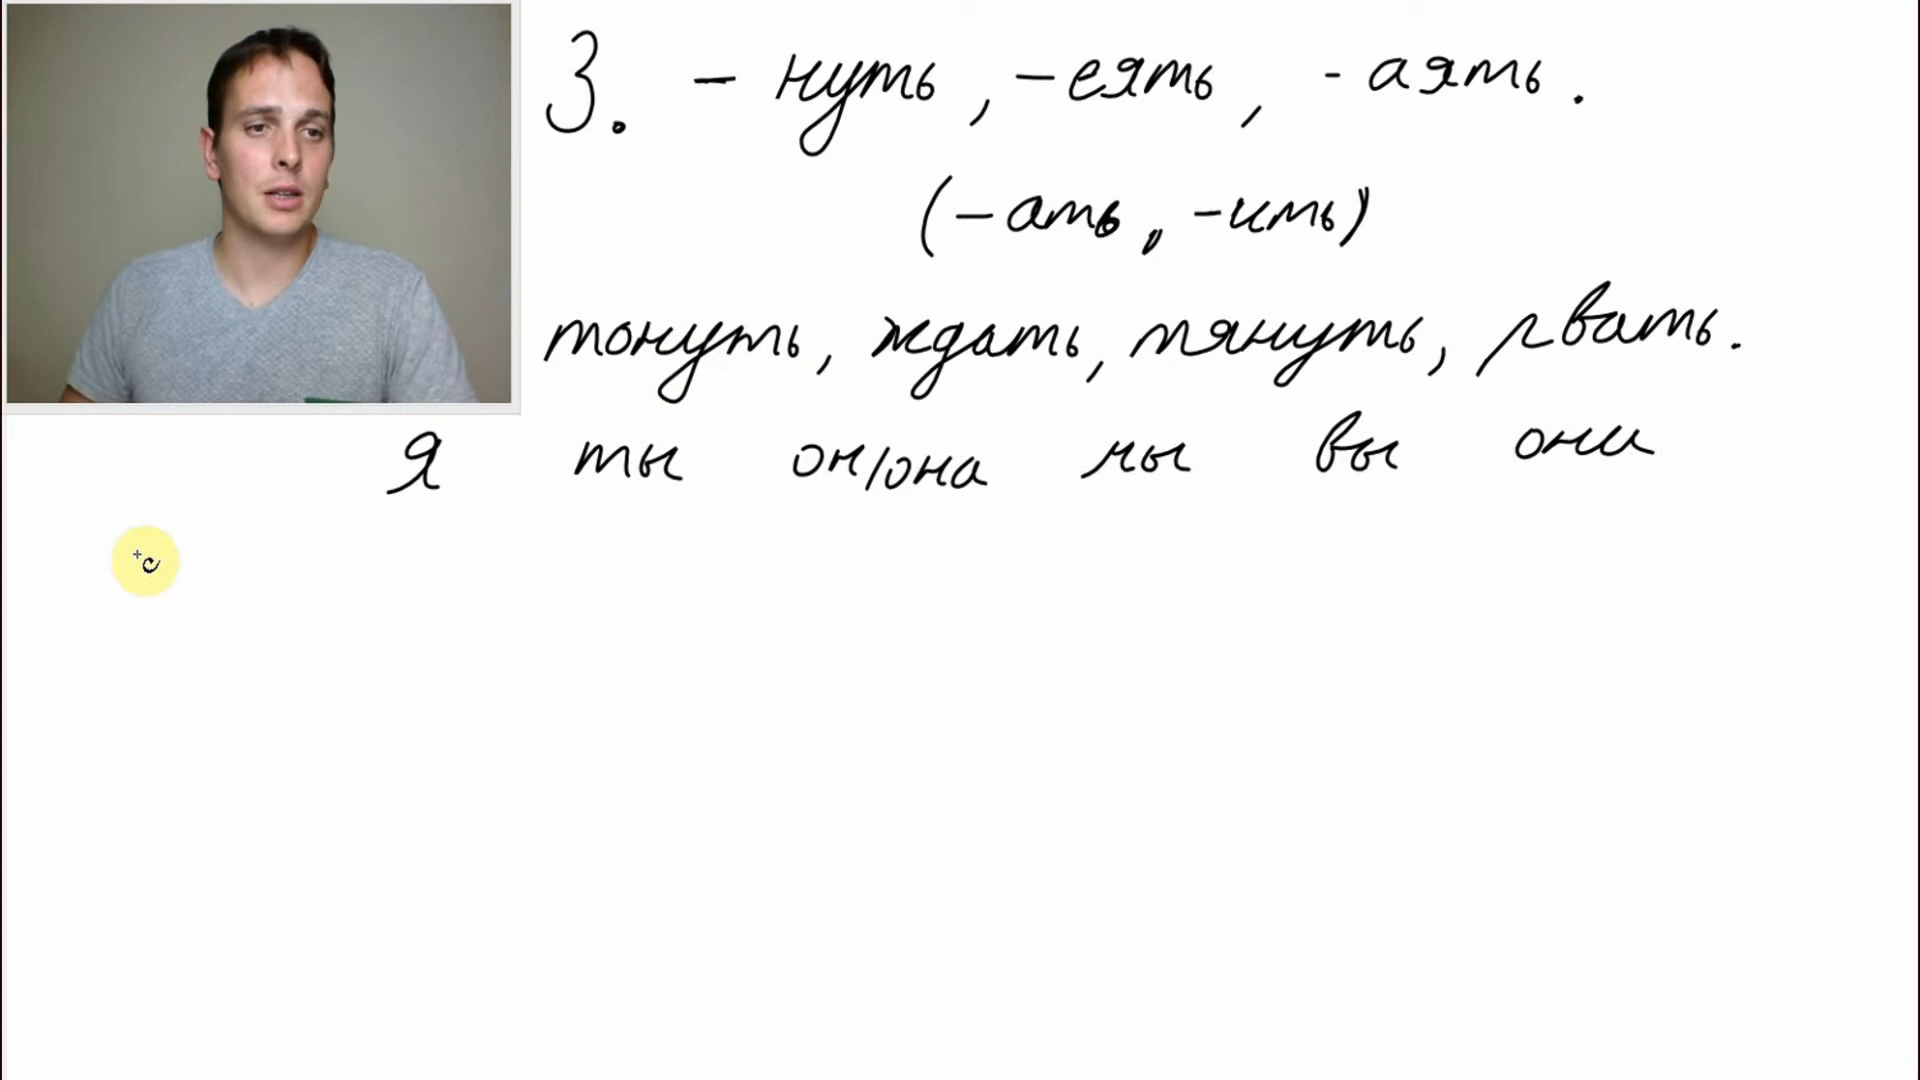 3. - нуть, -еять, - аять.
(-ать, -ить)
тонуть, ждать, тянуть, рвать.
я ты он/она мы вы они